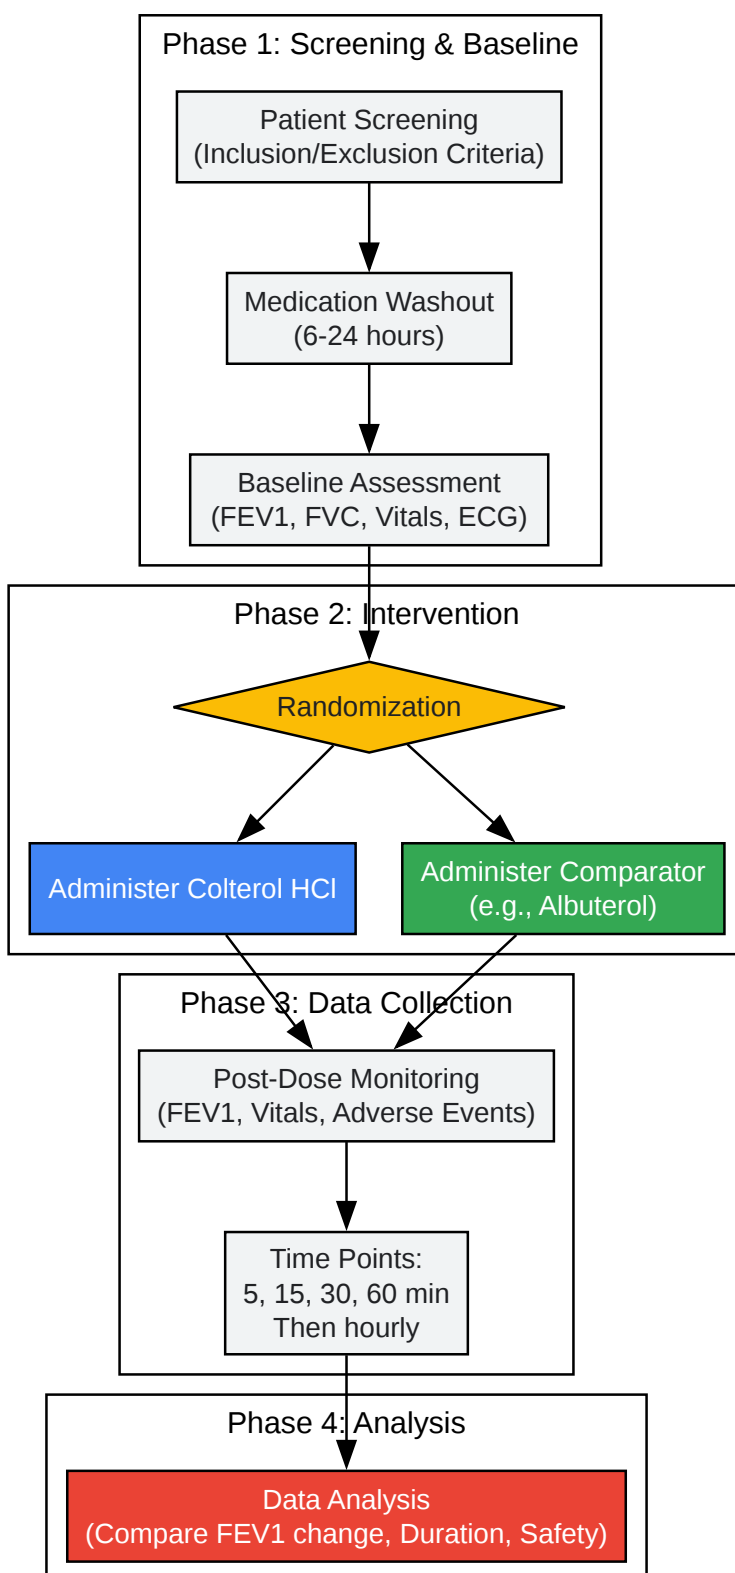 Phase 1: Screening & Baseline
Patient Screening
(Inclusion/Exclusion Criteria)
Medication Washout
(6-24 hours)
Baseline Assessment
(FEV1, FVC, Vitals, ECG)
Phase 2: Intervention
Randomization
Administer Colterol HCl
Administer Comparator
(e.g., Albuterol)
Phase 3: Data Collection
Post-Dose Monitoring
(FEV1, Vitals, Adverse Events)
Time Points:
5, 15, 30, 60 min
Then hourly
Phase 4: Analysis
Data Analysis
(Compare FEV1 change, Duration, Safety)